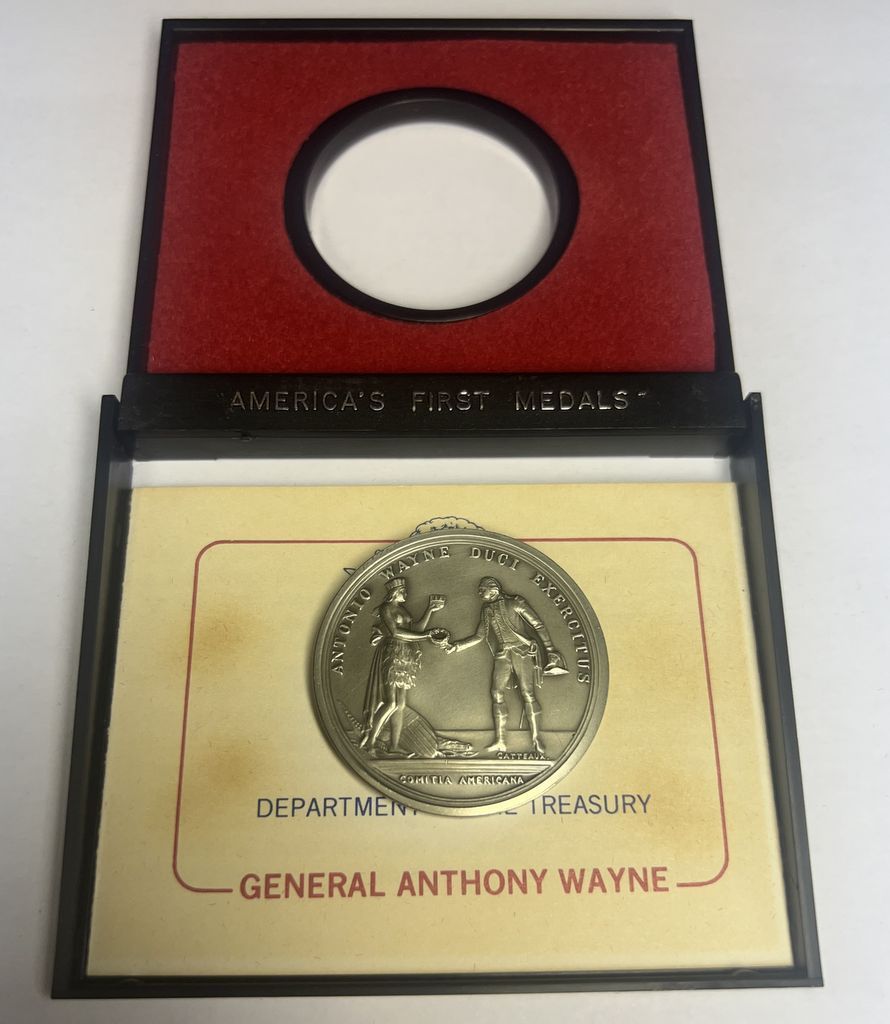 AMERICA'S FIRST MEDALS
ANTONIO WAYNE DUCI EXERCITUS
GATTEAUX.
COMITIA AMERICANA
DEPARTMENT TREASURY
GENERAL ANTHONY WAYNE